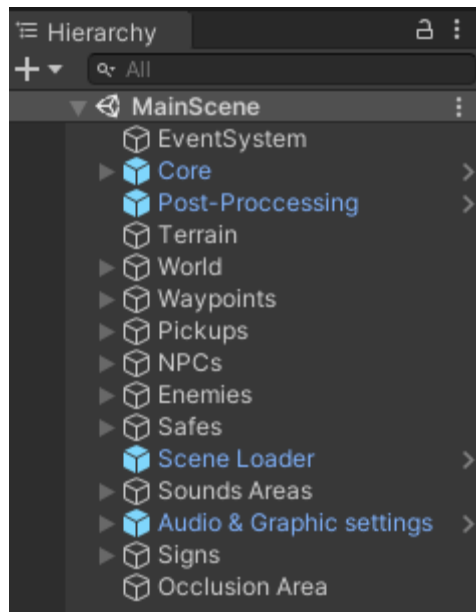 Hierarchy
All
MainScene
EventSystem
Core
Post-Proccessing
Terrain
World
Waypoints
Pickups
NPCs
Enemies
Safes
Scene Loader
Sounds Areas
Audio & Graphic settings
Signs
Occlusion Area